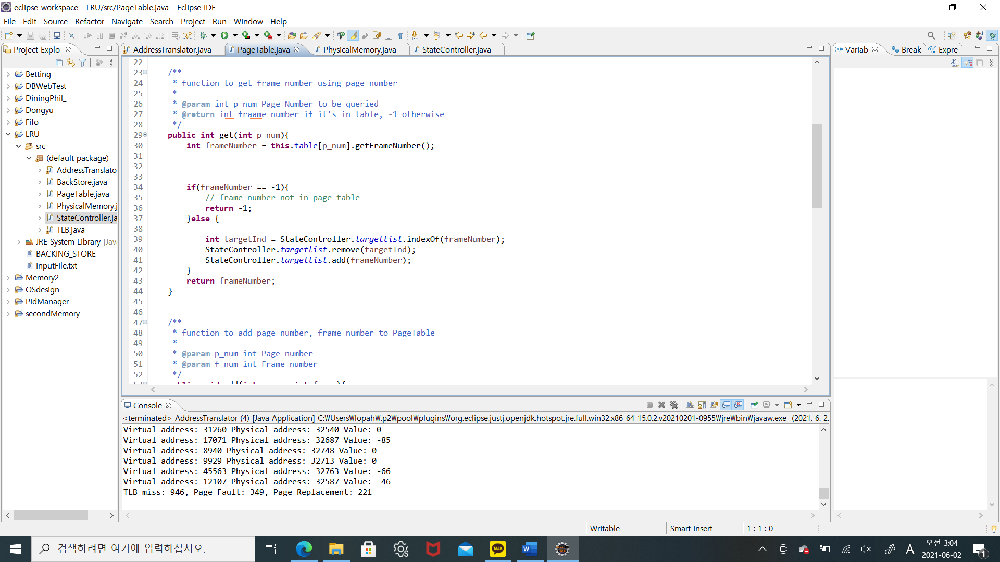 eclipse-workspace - LRU/src/PageTable.java - Eclipse IDE
File Edit Source Refactor Navigate Search Project Run Window Help
Project Explo
AddressTranslator.java
PageTable.java
PhysicalMemory.java
StateController.java
Variab
Break
Expre
Betting
DBWebTest
DiningPhil_
Dongyu
Fifo
LRU
src
(default package)
AddressTranslato
BackStore.java
PageTable.java
PhysicalMemory.j
StateController.ja
TLB.java
JRE System Library [Java
BACKING_STORE
InputFile.txt
Memory2
OSdesign
PidManager
secondMemory
22
23 /**
24 * function to get frame number using page number
25 *
26 * @param int p_num Page Number to be queried
27 * @return int fraame number if it's in table, -1 otherwise
28 */
29 public int get(int p_num){
30 int frameNumber = this.table[p_num].getFrameNumber();
31
32
33
34 if(frameNumber == -1){
35 // frame number not in page table
36 return -1;
37 }else {
38
39 int targetInd = StateController.targetlist.indexOf(frameNumber);
40 StateController.targetlist.remove(targetInd);
41 StateController.targetlist.add(frameNumber);
42 }
43 return frameNumber;
44 }
45
46
47 /**
48 * function to add page number, frame number to PageTable
49 *
50 * @param p_num int Page number
51 * @param f_num int Frame number
52 */
53 public void add(int p_num, int f_num){
Console
<terminated> AddressTranslator (4) [Java Application] C:₩Users₩lopah₩.p2₩pool₩plugins₩org.eclipse.justj.openjdk.hotspot.jre.full.win32.x86_64_15.0.2.v20210201-0955₩jre₩bin₩javaw.exe (2021. 6. 2.
Virtual address: 31260 Physical address: 32540 Value: 0
Virtual address: 17071 Physical address: 32687 Value: -85
Virtual address: 8940 Physical address: 32748 Value: 0
Virtual address: 9929 Physical address: 32713 Value: 0
Virtual address: 45563 Physical address: 32763 Value: -66
Virtual address: 12107 Physical address: 32587 Value: -46
TLB miss: 946, Page Fault: 349, Page Replacement: 221
Writable
Smart Insert
1 : 1 : 0
검색하려면 여기에 입력하십시오.
TALK
A
오전 3:04
2021-06-02
1